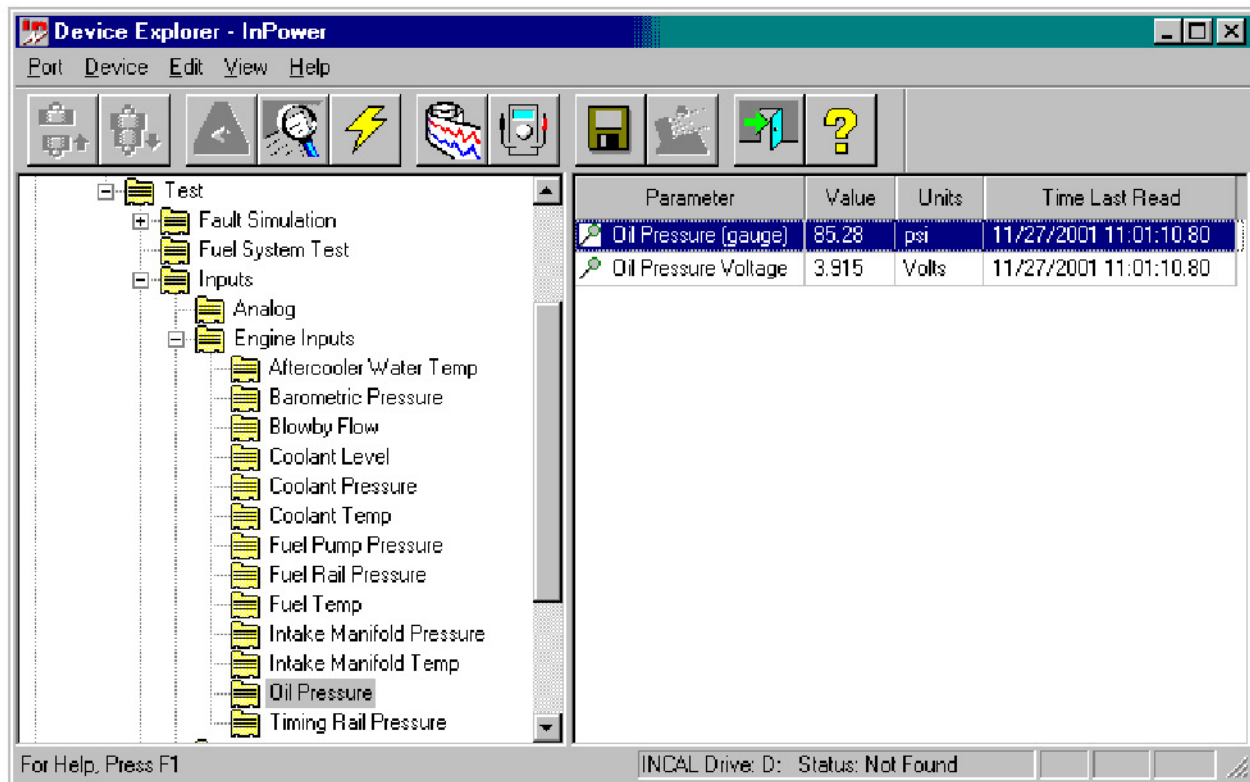 Device Explorer - InPower
Port Device Edit View Help
Test
Fault Simulation
Fuel System Test
Inputs
Analog
Engine Inputs
Aftercooler Water Temp
Barometric Pressure
Blowby Flow
Coolant Level
Coolant Pressure
Coolant Temp
Fuel Pump Pressure
Fuel Rail Pressure
Fuel Temp
Intake Manifold Pressure
Intake Manifold Temp
Oil Pressure
Timing Rail Pressure
Parameter Value Units Time Last Read
Oil Pressure (gauge) 85.28 psi 11/27/2001 11:01:10.80
Oil Pressure Voltage 3.915 Volts 11/27/2001 11:01:10.80
For Help, Press F1
INCAL Drive: D: Status: Not Found